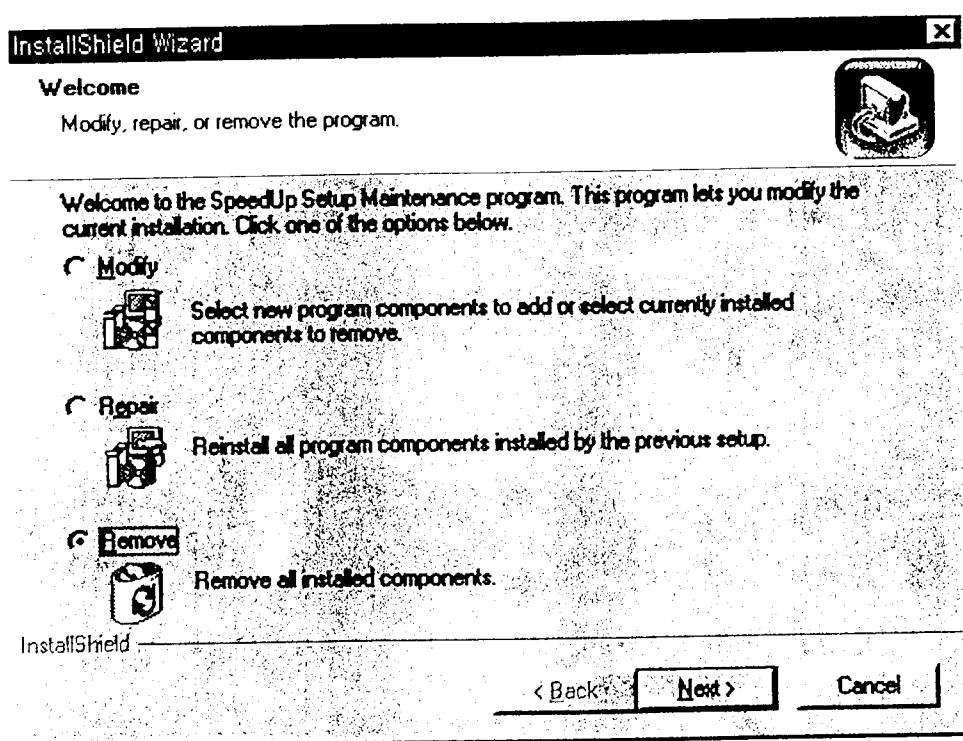 InstallShield Wizard
Welcome
Modify, repair, or remove the program.
Welcome to the SpeedUp Setup Maintenance program. This program lets you modify the
current installation. Click one of the options below.
Modify
Select new program components to add or select currently installed
components to remove.
Repair
Reinstall all program components installed by the previous setup.
Remove
Remove all installed components.
InstallShield
< Back
Next >
Cancel